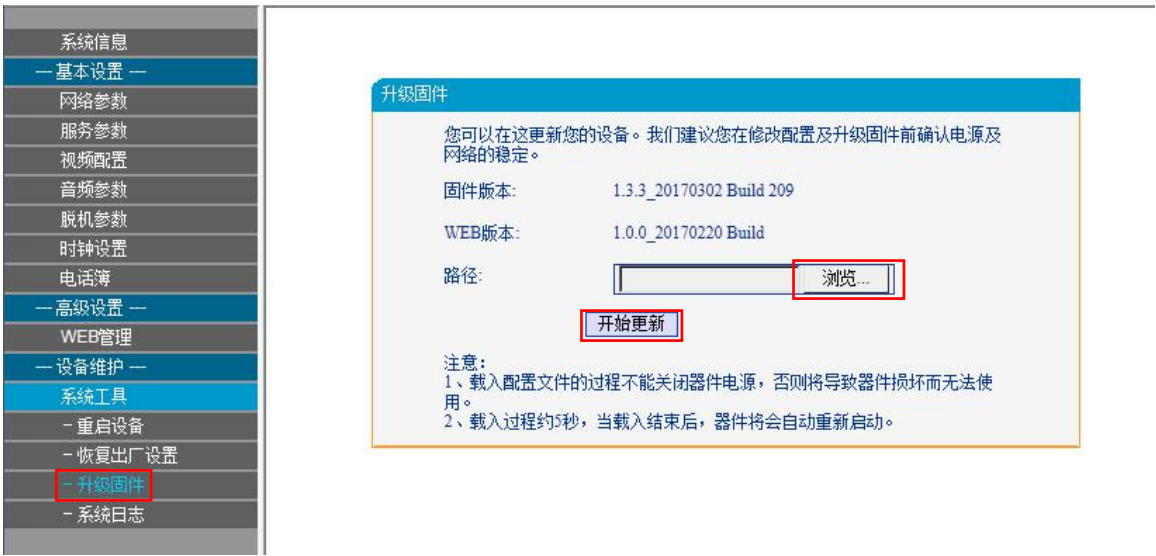 系统信息
--- 基本设置 ---
网络参数
服务参数
视频配置
音频参数
脱机参数
时钟设置
电话簿
--- 高级设置 ---
WEB管理
--- 设备维护 ---
系统工具
- 重启设备
- 恢复出厂设置
- 升级固件
- 系统日志
升级固件
您可以在这更新您的设备。我们建议您在修改配置及升级固件前确认电源及
网络的稳定。
固件版本: 1.3.3_20170302 Build 209
WEB版本: 1.0.0_20170220 Build
路径: 浏览...
开始更新
注意:
1、载入配置文件的过程不能关闭器件电源，否则将导致器件损坏而无法使
用。
2、载入过程约5秒，当载入结束后，器件将会自动重新启动。